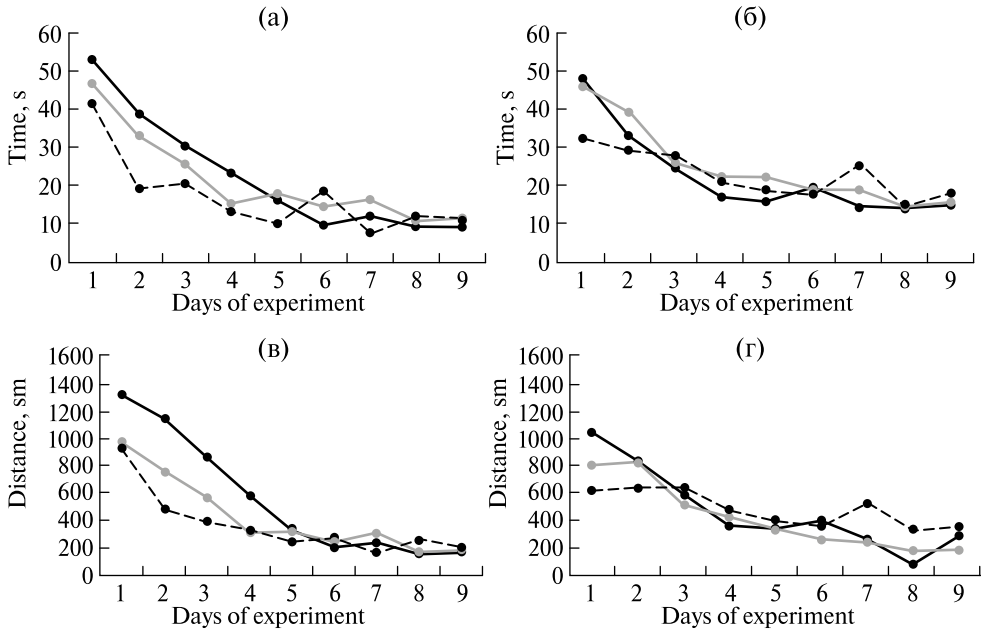 (а)
60
50
40
30
20
10
0
Time, s
1 2 3 4 5 6 7 8 9
Days of experiment
(б)
60
50
40
30
20
10
0
Time, s
1 2 3 4 5 6 7 8 9
Days of experiment
(в)
1600
1400
1200
1000
800
600
400
200
0
Distance, sm
1 2 3 4 5 6 7 8 9
Days of experiment
(г)
1600
1400
1200
1000
800
600
400
200
0
Distance, sm
1 2 3 4 5 6 7 8 9
Days of experiment